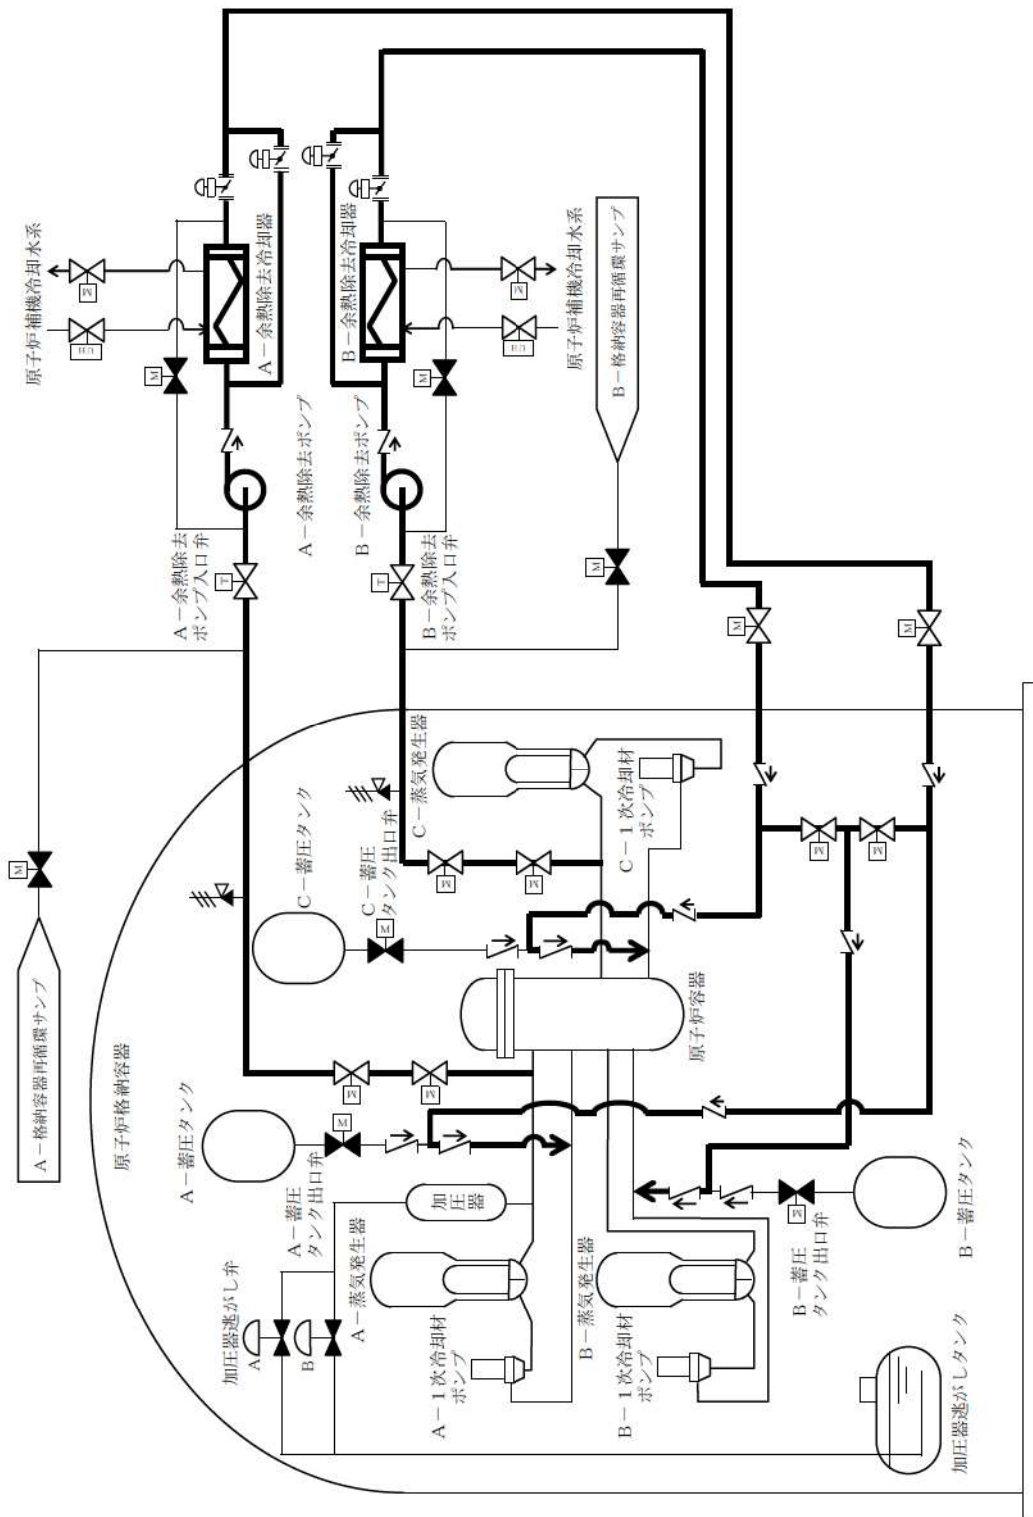 A－格納容器再循環サンプ
M
原子炉格納容器
原子炉補機冷却水系
M
A－蓄圧タンク
A－余熱除去
ポンプ入口弁
M
M
加圧器逃がし弁
A
B
A－蓄圧
タンク出口弁
M
M
C－蓄圧タンク
T
A－余熱除去冷却器
A－余熱除去ポンプ
A－蒸気発生器
加圧
器
C－蓄圧
タンク出口弁
M
M
C－蒸気発生器
B－余熱除去冷却器
B－余熱除去ポンプ
T
B－余熱除去
ポンプ入口弁
M
A－1次冷却材
ポンプ
M
M
B－蒸気発生器
原子炉容器
C－1次冷却材
ポンプ
原子炉補機冷却水系
M
M
B－格納容器再循環サンプ
B－1次冷却材
ポンプ
B－蓄圧
タンク出口弁
M
M
M
M
M
B－蓄圧タンク
加圧器逃がしタンク